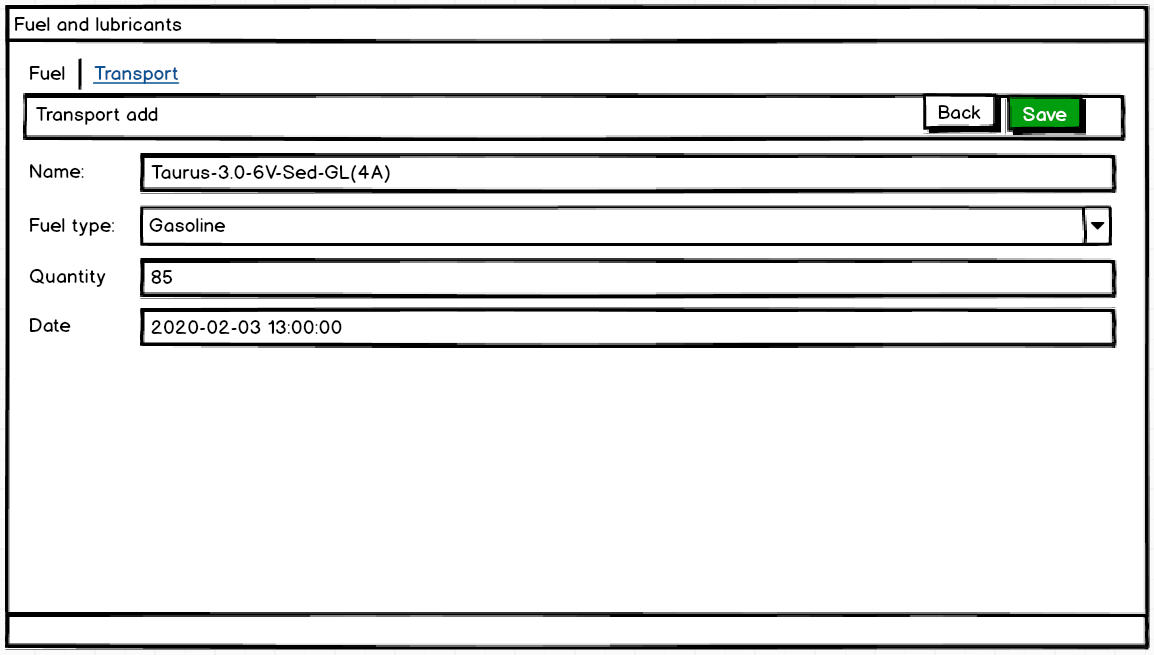 Fuel and lubricants
Fuel Transport
Transport add Back Save
Name: Taurus-3.0-6V-Sed-GL(4A)
Fuel type: Gasoline
Quantity 85
Date 2020-02-03 13:00:00